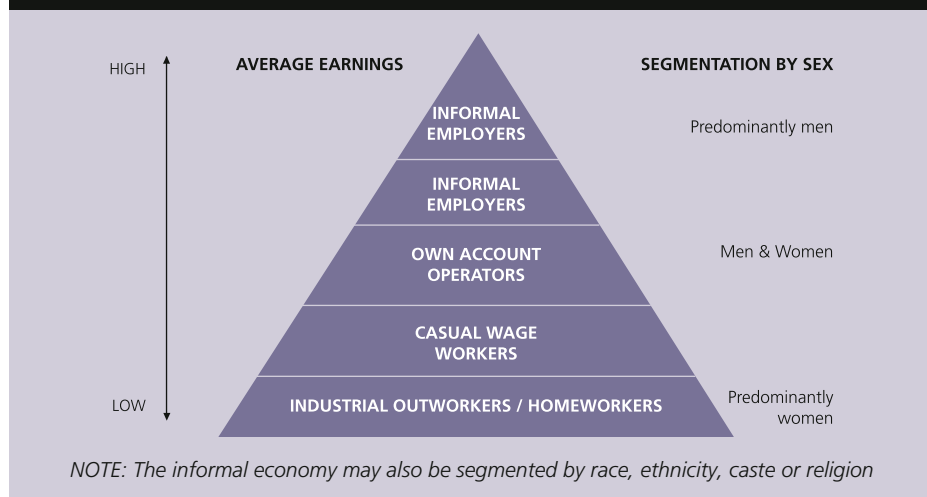 HIGH
AVERAGE EARNINGS
SEGMENTATION BY SEX
INFORMAL
EMPLOYERS
Predominantly men
INFORMAL
EMPLOYERS
OWN ACCOUNT
OPERATORS
Men & Women
CASUAL WAGE
WORKERS
LOW
INDUSTRIAL OUTWORKERS / HOMEWORKERS
Predominantly
women
NOTE: The informal economy may also be segmented by race, ethnicity, caste or religion